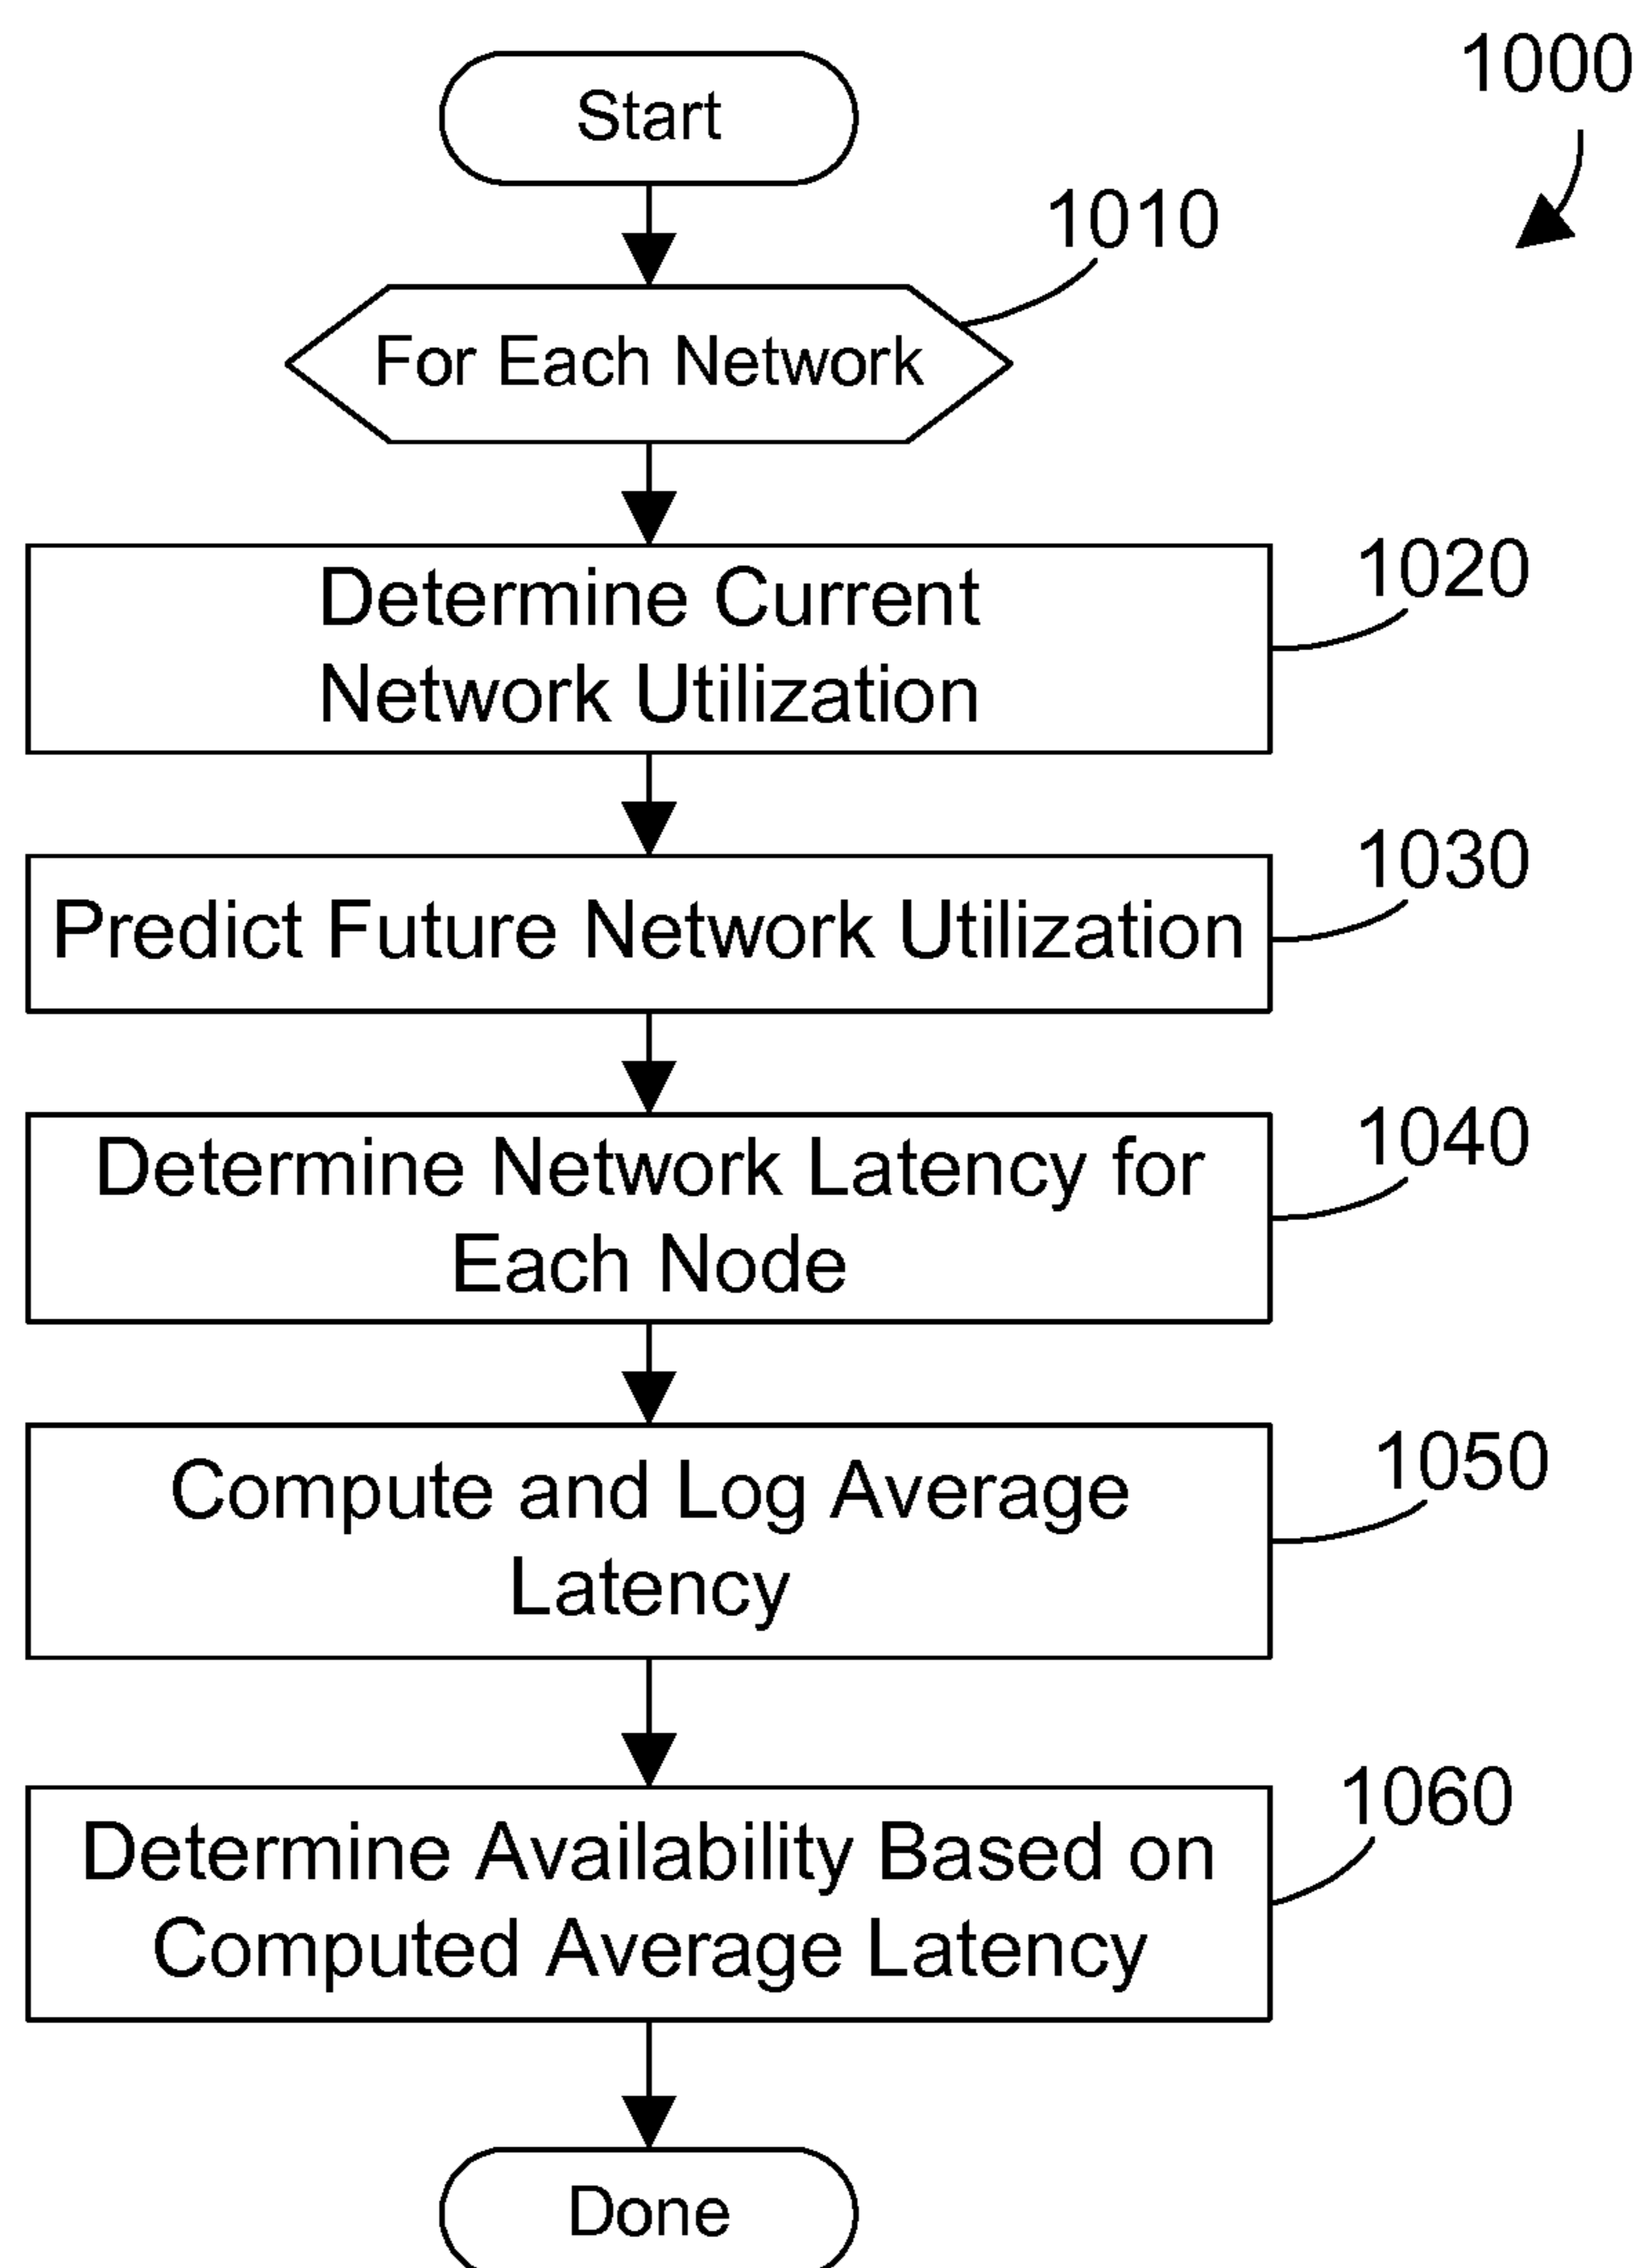 1000
Start
1010
For Each Network
1020
Determine Current
Network Utilization
1030
Predict Future Network Utilization
1040
Determine Network Latency for
Each Node
1050
Compute and Log Average
Latency
1060
Determine Availability Based on
Computed Average Latency
Done